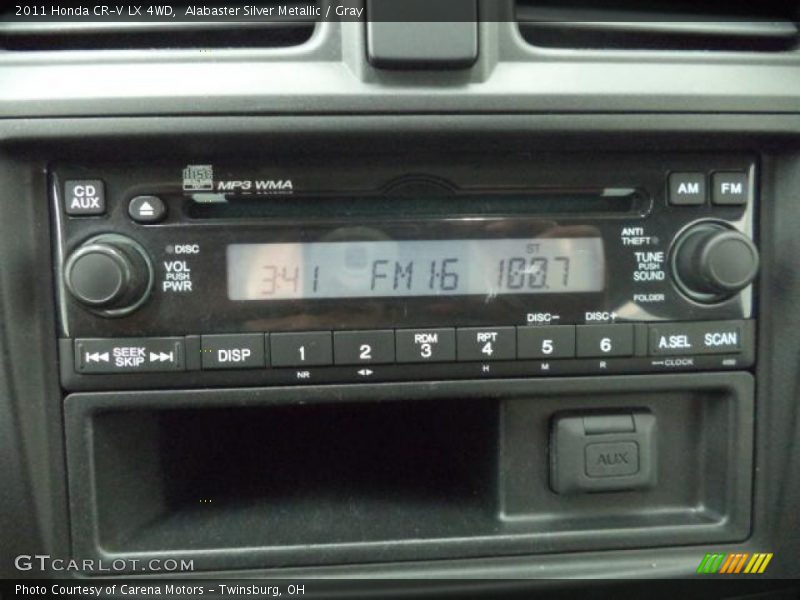 2011 Honda CR-V LX 4WD, Alabaster Silver Metallic / Gray
CD AUX
disc MP3 WMA
AM FM
DISC
VOL
PUSH
PWR
3:41 FM1-6 ST 100.7
ANTI
THEFT
TUNE
PUSH
SOUND
FOLDER
DISC- DISC+
SEEK
SKIP
DISP
1
2
RDM
3
RPT
4
5
6
A.SEL SCAN
NR
H
M
R
CLOCK
AUX
GTCARLOT.COM
Photo Courtesy of Carena Motors - Twinsburg, OH